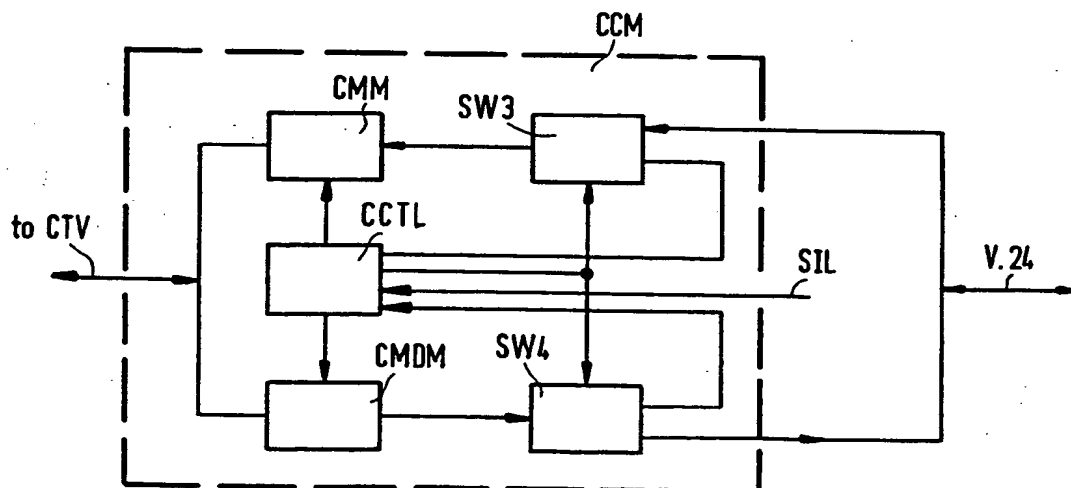 CCM
CMM
SW3
to CTV
CCTL
SIL
V.24
CMDM
SW4